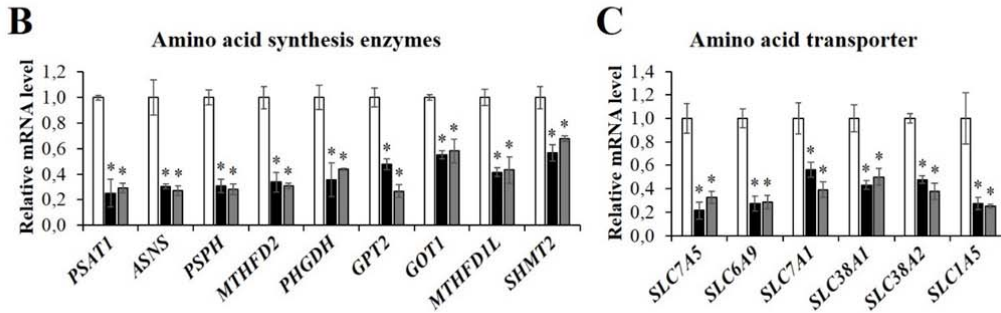 B
Amino acid synthesis enzymes
Relative mRNA level
1,2
1,0
0,8
0,6
0,4
0,2
0,0
* * * * * * * * * * * * * * * * * *
PSAT1
ASNS
PSPH
MTHFD2
PHGDH
GPT2
GOT1
MTHFD1L
SHMT2
C
Amino acid transporter
Relative mRNA level
1,4
1,2
1,0
0,8
0,6
0,4
0,2
0,0
* * * * * * * * * * * *
SLC7A5
SLC6A9
SLC7A1
SLC38A1
SLC38A2
SLC1A5